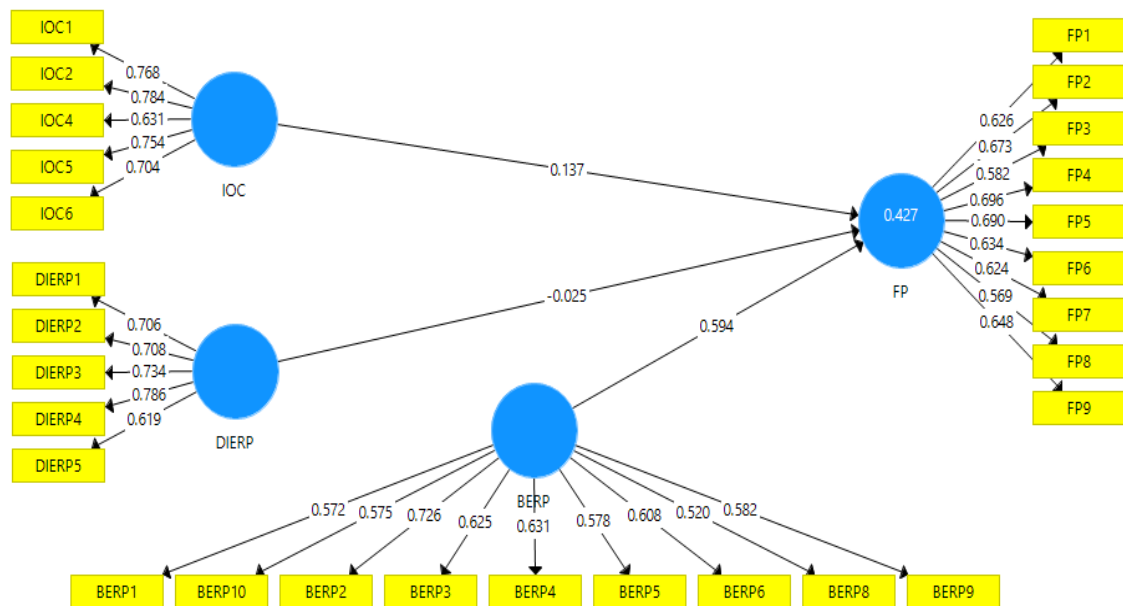 IOC1
IOC2
IOC4
IOC5
IOC6
0.768
0.784
0.631
0.754
0.704
IOC
DIERP1
DIERP2
DIERP3
DIERP4
DIERP5
0.706
0.708
0.734
0.786
0.619
DIERP
0.137
-0.025
0.594
0.427
FP
0.626
0.673
0.582
0.696
0.690
0.634
0.624
0.569
0.648
FP1
FP2
FP3
FP4
FP5
FP6
FP7
FP8
FP9
BERP
0.572
0.575
0.726
0.625
0.631
0.578
0.608
0.520
0.582
BERP1
BERP10
BERP2
BERP3
BERP4
BERP5
BERP6
BERP8
BERP9